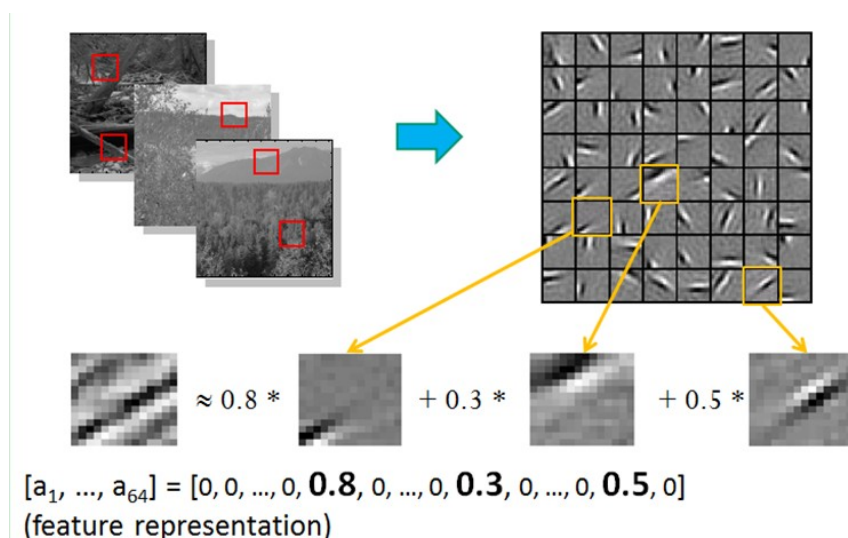 ≈ 0.8 * + 0.3 * + 0.5 *
[a₁, ..., a₆₄] = [0, 0, ..., 0, 0.8, 0, ..., 0, 0.3, 0, ..., 0, 0.5, 0]
(feature representation)